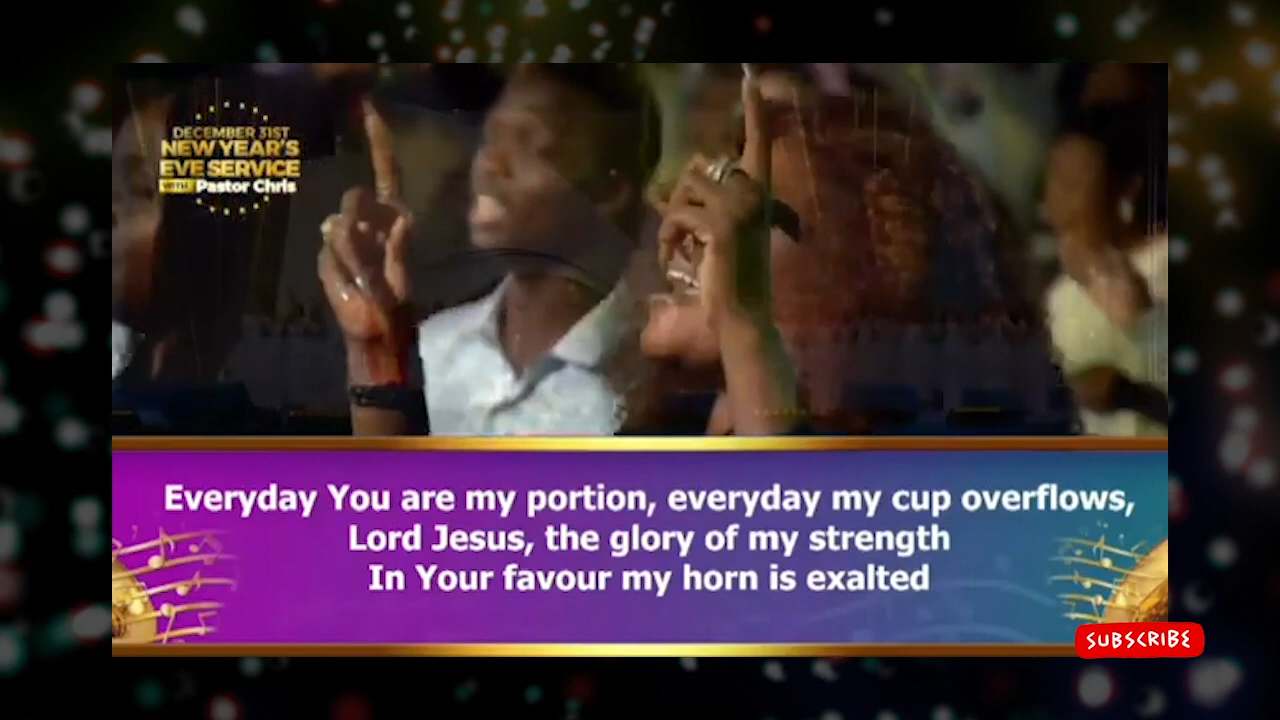 DECEMBER 31ST
NEW YEAR'S
EVE SERVICE
WITH Pastor Chris
Everyday You are my portion, everyday my cup overflows,
Lord Jesus, the glory of my strength
In Your favour my horn is exalted
SUBSCRIBE